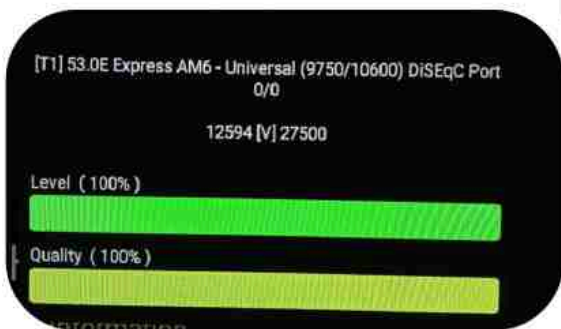 [T1] 53.0E Express AM6 - Universal (9750/10600) DiSEqC Port
0/0
12594 [V] 27500
Level ( 100% )
Quality ( 100% )